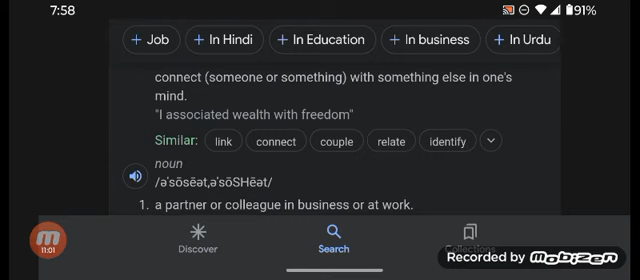 7:58
91%
+ Job
+ In Hindi
+ In Education
+ In business
+ In Urdu
connect (someone or something) with something else in one's
mind.
"I associated wealth with freedom"
Similar:
link
connect
couple
relate
identify
noun
/ə'sōsēət,ə'sōSHēət/
1. a partner or colleague in business or at work.
11:01
Discover
Search
Collections
Recorded by mobizen